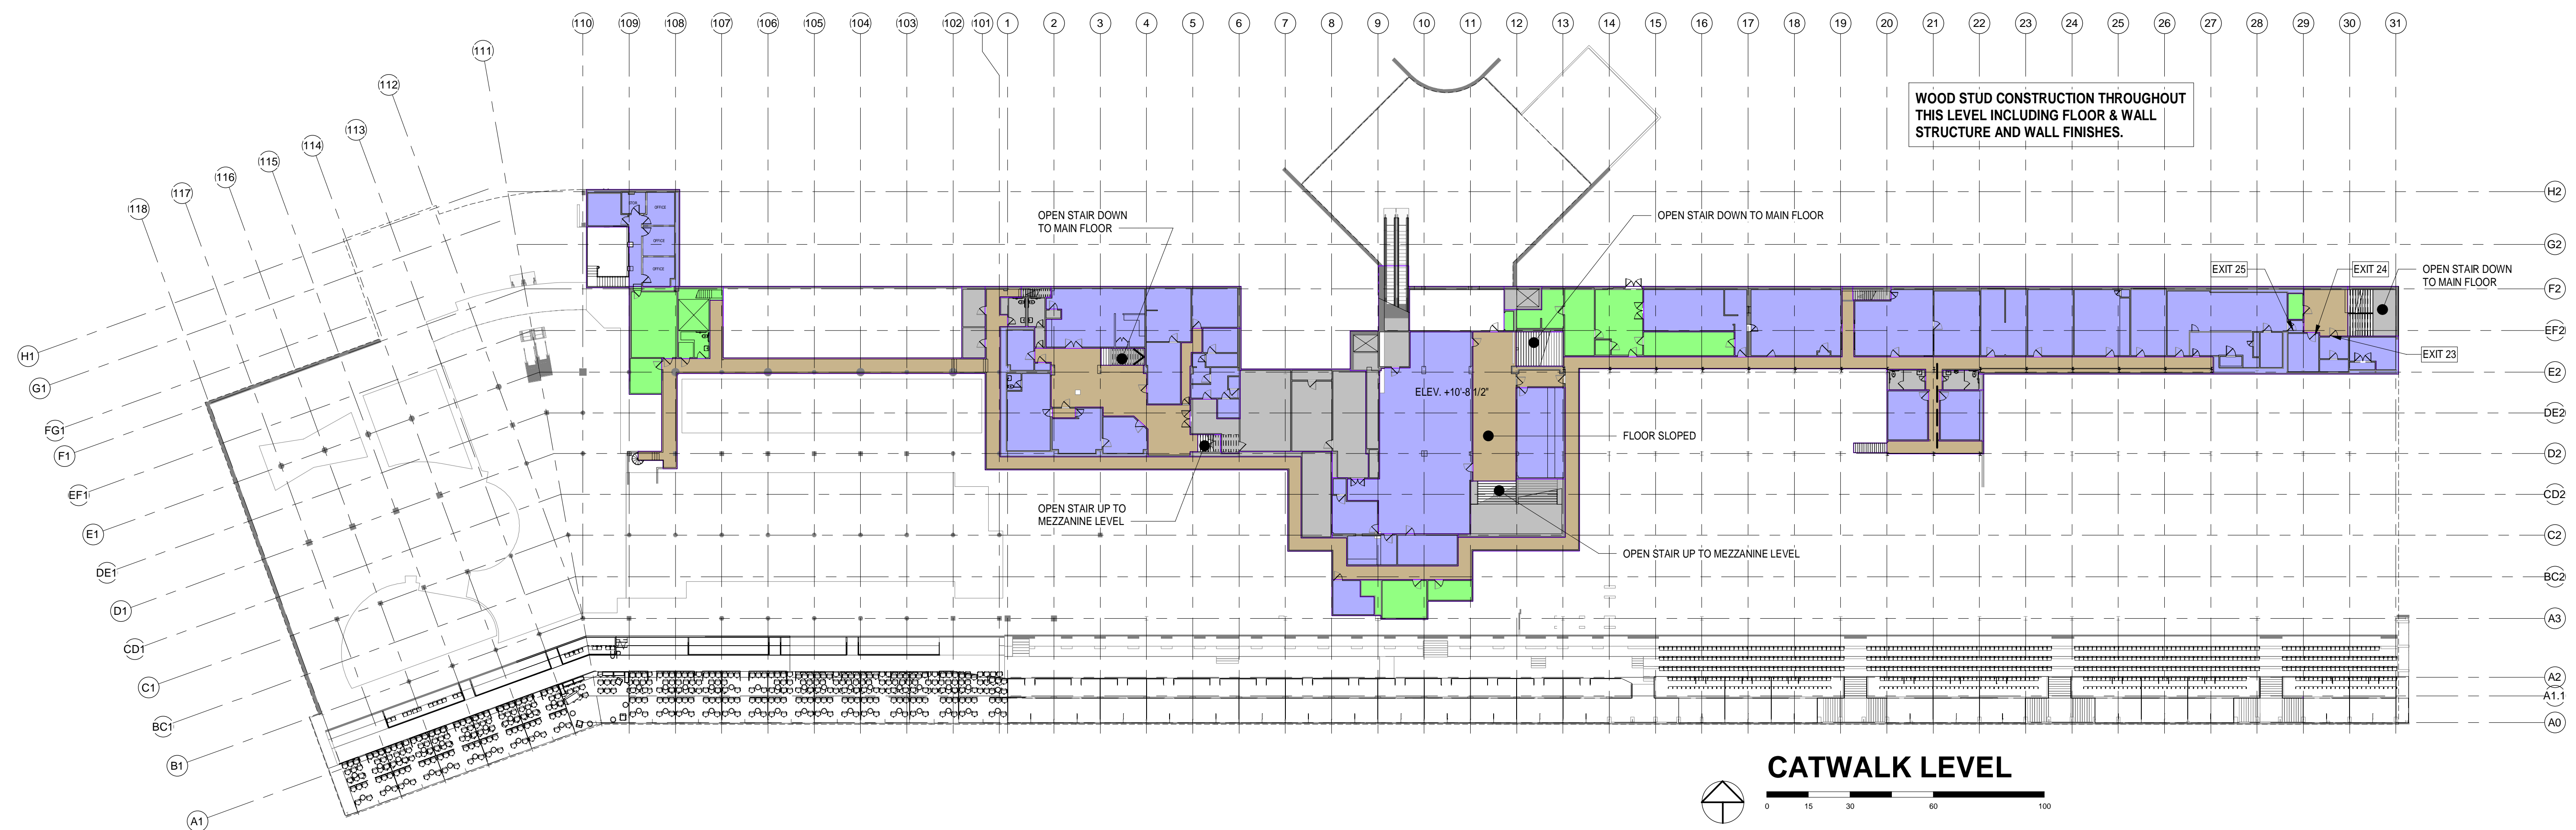 110 109 108 107 106 105 104 103 102 101 1 2 3 4 5 6 7 8 9 10 11 12 13 14 15 16 17 18 19 20 21 22 23 24 25 26 27 28 29 30 31
111
112
113
114
115
116
117
118
WOOD STUD CONSTRUCTION THROUGHOUT
THIS LEVEL INCLUDING FLOOR & WALL
STRUCTURE AND WALL FINISHES.
H2
OFFICE
OPEN STAIR DOWN
TO MAIN FLOOR
OPEN STAIR DOWN TO MAIN FLOOR
OFFICE
G2
OFFICE
EXIT 25
EXIT 24
OPEN STAIR DOWN
TO MAIN FLOOR
F2
EF2
EXIT 23
E2
ELEV. +10'-8 1/2"
DE2
FLOOR SLOPED
D2
CD2
OPEN STAIR UP TO
MEZZANINE LEVEL
C2
OPEN STAIR UP TO MEZZANINE LEVEL
BC2
A3
A2
A1.1
A0
H1
G1
FG1
F1
EF1
E1
DE1
D1
CD1
C1
BC1
B1
A1
CATWALK LEVEL
0 15 30 60 100